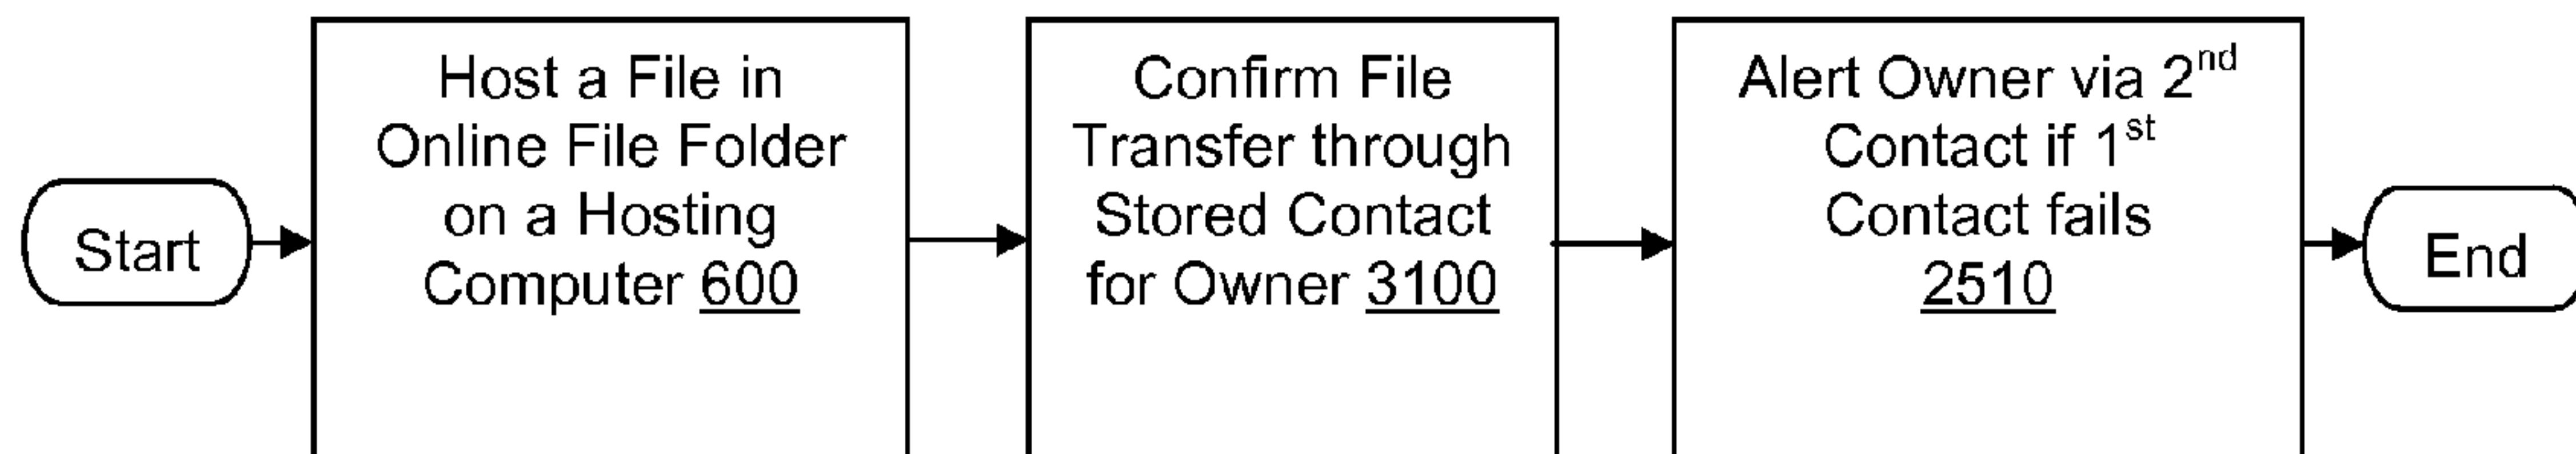 Start
Host a File in
Online File Folder
on a Hosting
Computer 600
Confirm File
Transfer through
Stored Contact
for Owner 3100
Alert Owner via 2nd
Contact if 1st
Contact fails
2510
End